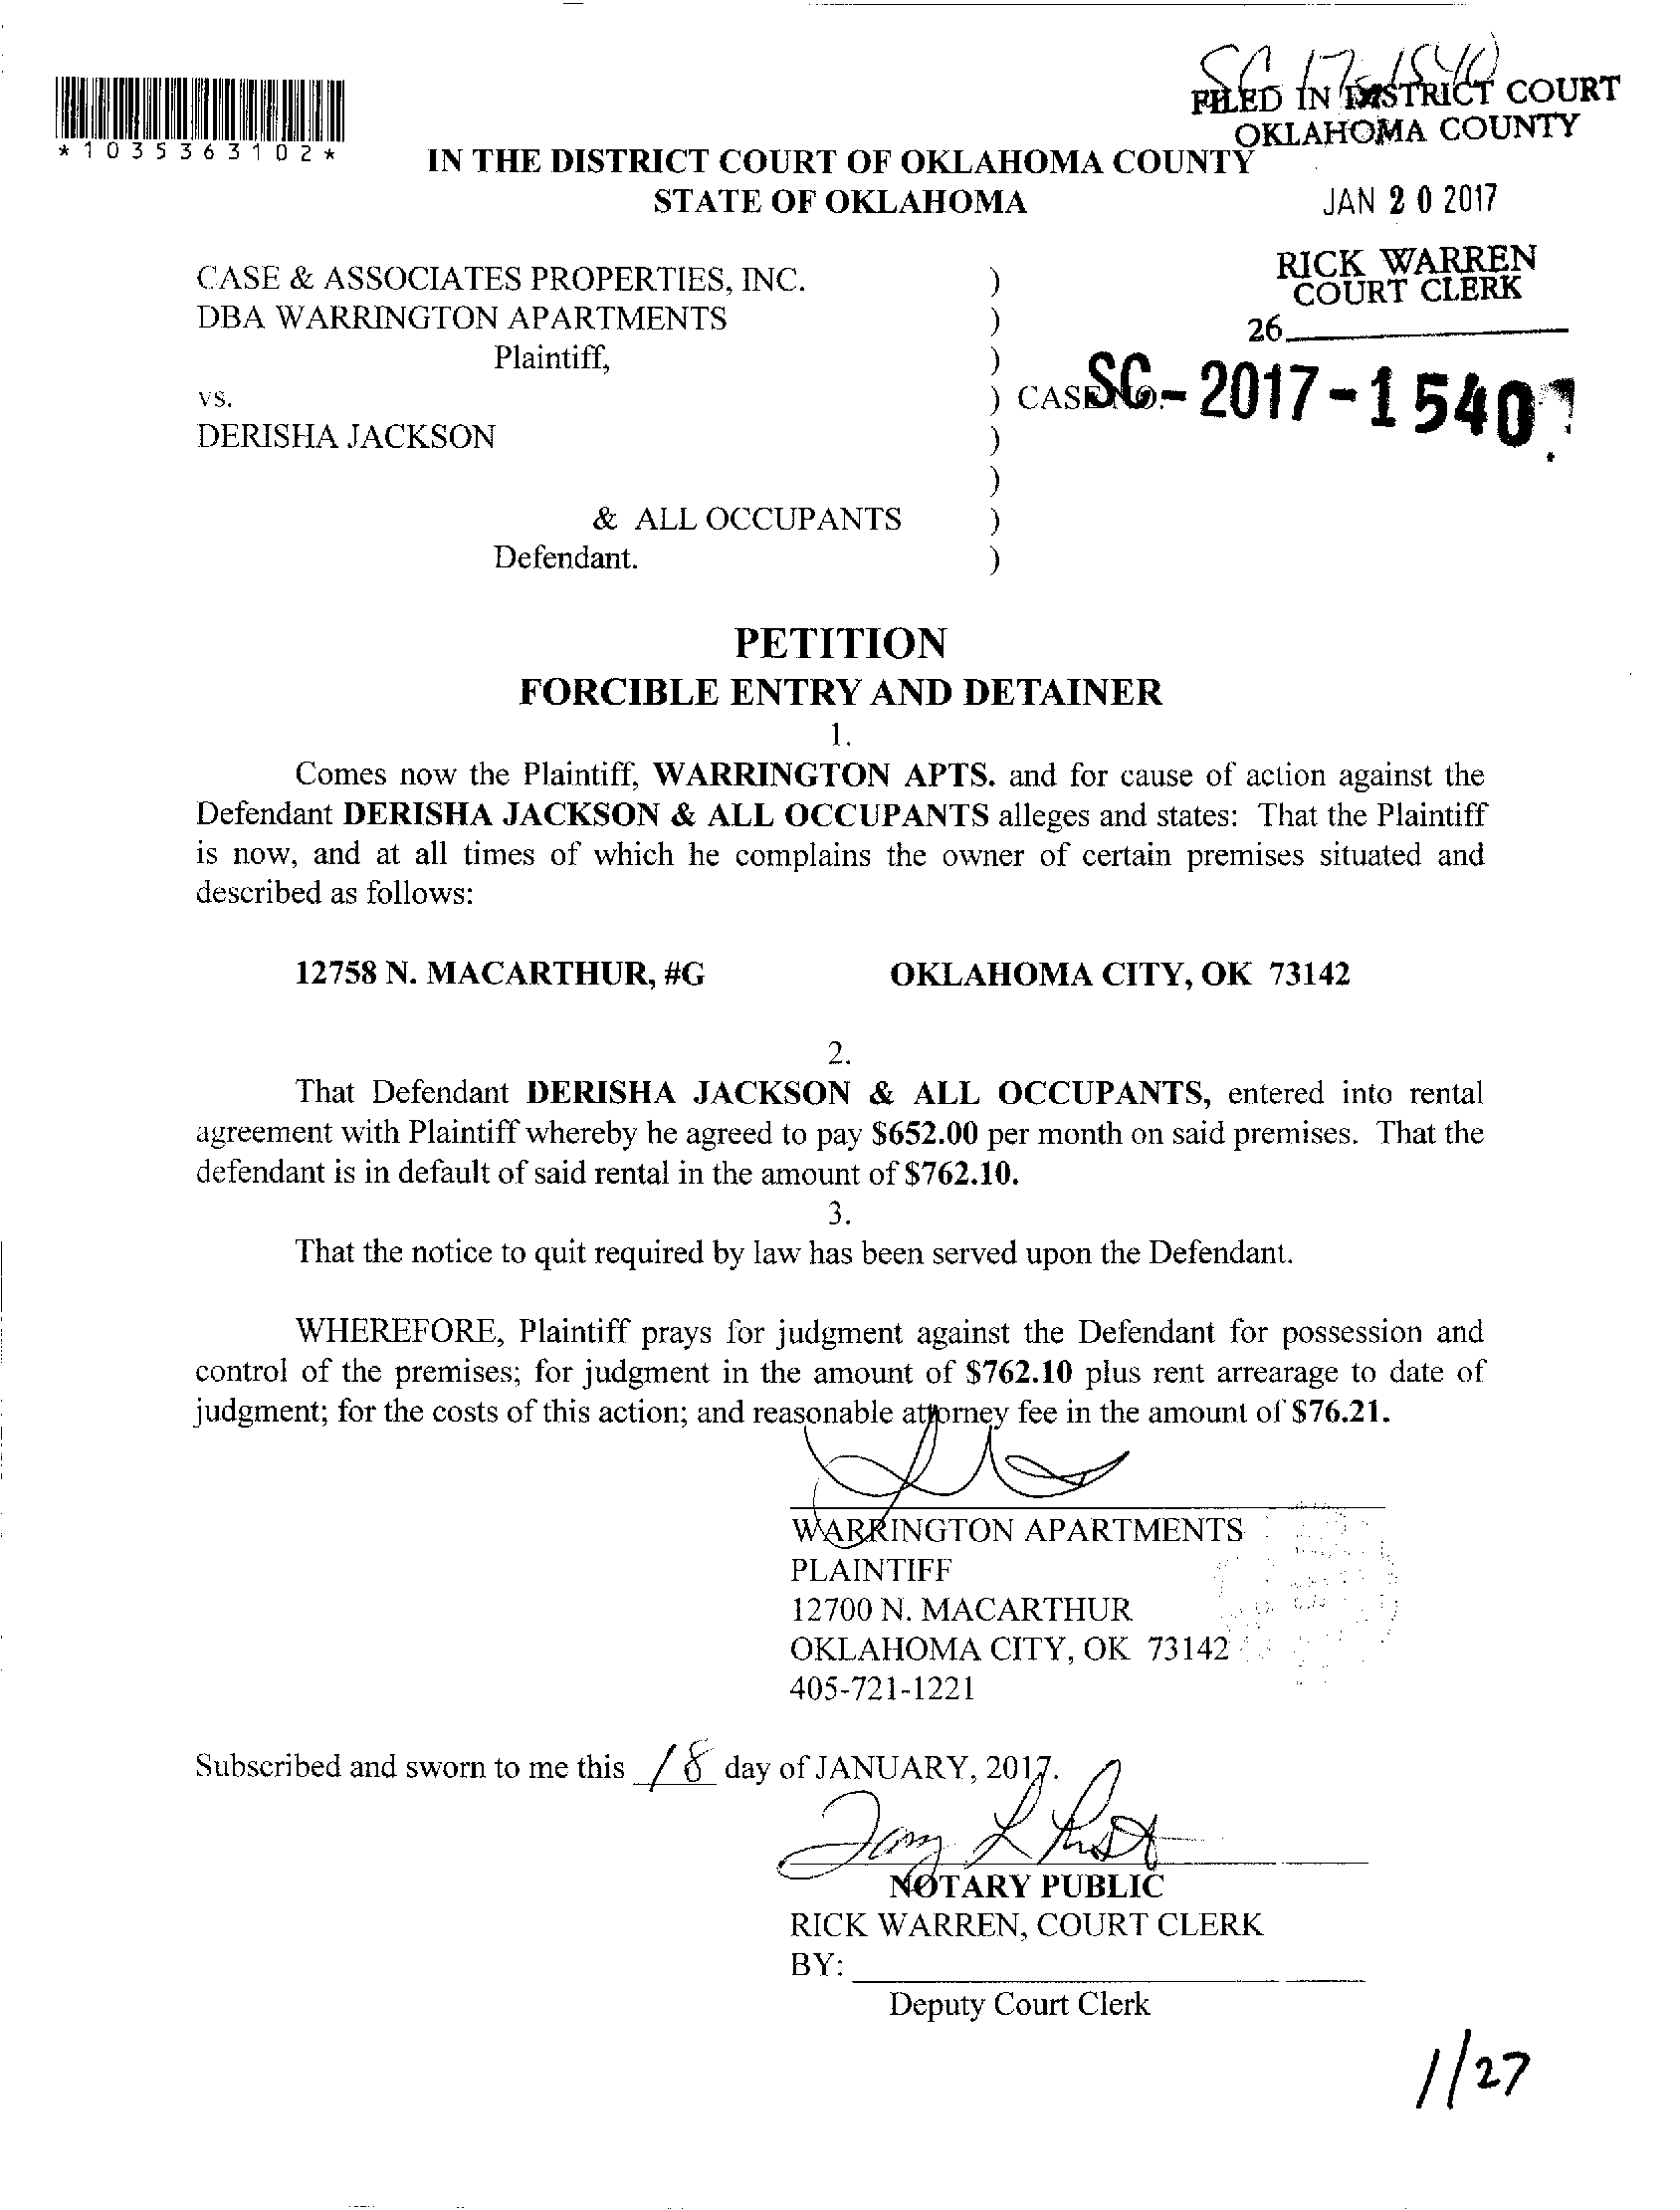 SC 17-1540
FILED IN DISTRICT COURT
OKLAHOMA COUNTY
*1035363102*
IN THE DISTRICT COURT OF OKLAHOMA COUNTY
STATE OF OKLAHOMA
JAN 20 2017
RICK WARREN
COURT CLERK
26
CASE & ASSOCIATES PROPERTIES, INC. )
DBA WARRINGTON APARTMENTS )
Plaintiff, )
vs. ) CASE NO.
SC-2017-1540
DERISHA JACKSON )
)
& ALL OCCUPANTS )
Defendant. )
PETITION
FORCIBLE ENTRY AND DETAINER
1.
Comes now the Plaintiff, WARRINGTON APTS. and for cause of action against the
Defendant DERISHA JACKSON & ALL OCCUPANTS alleges and states: That the Plaintiff
is now, and at all times of which he complains the owner of certain premises situated and
described as follows:
12758 N. MACARTHUR, #G OKLAHOMA CITY, OK 73142
2.
That Defendant DERISHA JACKSON & ALL OCCUPANTS, entered into rental
agreement with Plaintiff whereby he agreed to pay $652.00 per month on said premises. That the
defendant is in default of said rental in the amount of $762.10.
3.
That the notice to quit required by law has been served upon the Defendant.
WHEREFORE, Plaintiff prays for judgment against the Defendant for possession and
control of the premises; for judgment in the amount of $762.10 plus rent arrearage to date of
judgment; for the costs of this action; and reasonable attorney fee in the amount of $76.21.
WARRINGTON APARTMENTS
PLAINTIFF
12700 N. MACARTHUR
OKLAHOMA CITY, OK 73142
405-721-1221
Subscribed and sworn to me this 18 day of JANUARY, 2017.
NOTARY PUBLIC
RICK WARREN, COURT CLERK
BY:
Deputy Court Clerk
1/27